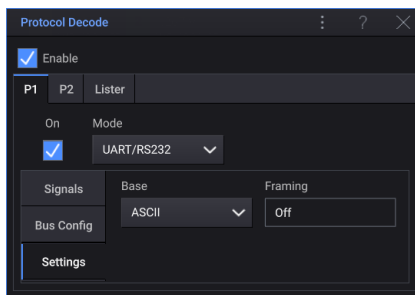 Protocol Decode
Enable
P1 P2 Lister
On Mode
UART/RS232
Signals Base Framing
ASCII Off
Bus Config
Settings